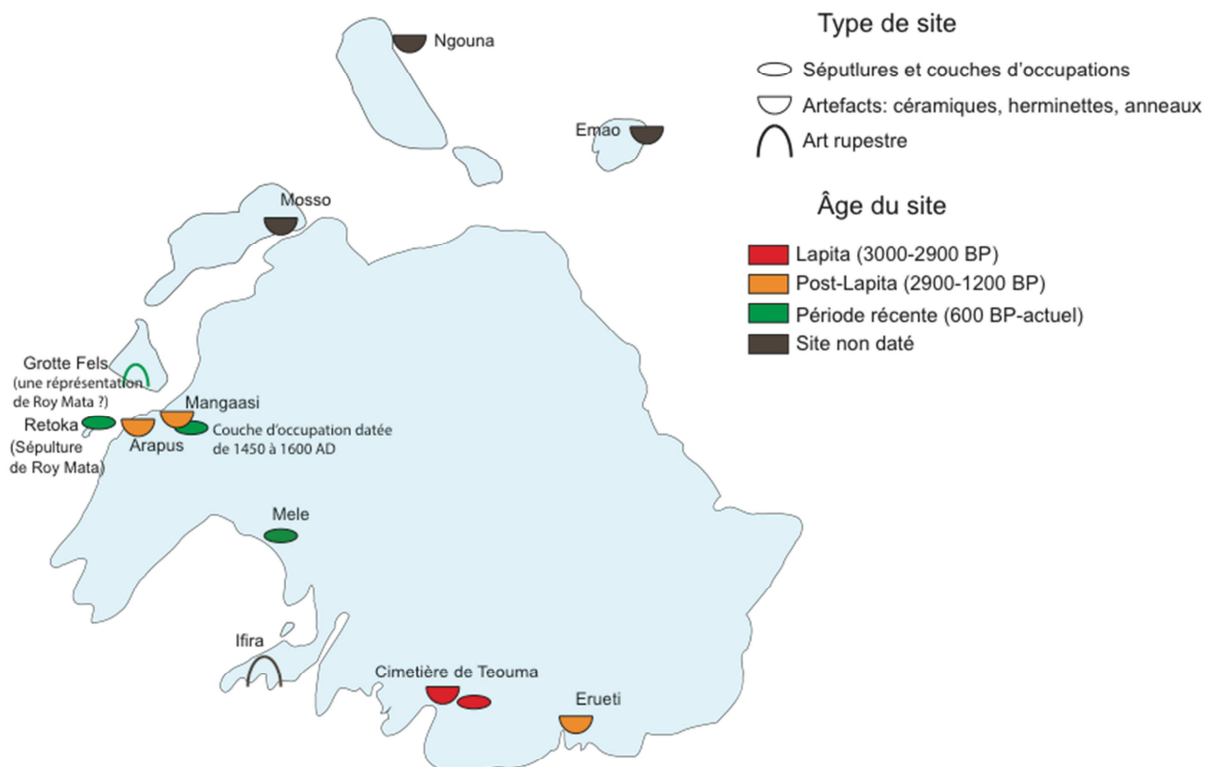 Type de site
Séputlures et couches d'occupations
Artefacts: céramiques, herminettes, anneaux
Art rupestre
Âge du site
Lapita (3000-2900 BP)
Post-Lapita (2900-1200 BP)
Période récente (600 BP-actuel)
Site non daté
Ngouna
Emao
Mosso
Grotte Fels
(une réprésentation
de Roy Mata ?)
Retoka
(Sépulture
de Roy Mata)
Mangaasi
Arapus
Couche d'occupation datée
de 1450 à 1600 AD
Mele
Ifira
Cimetière de Teouma
Erueti